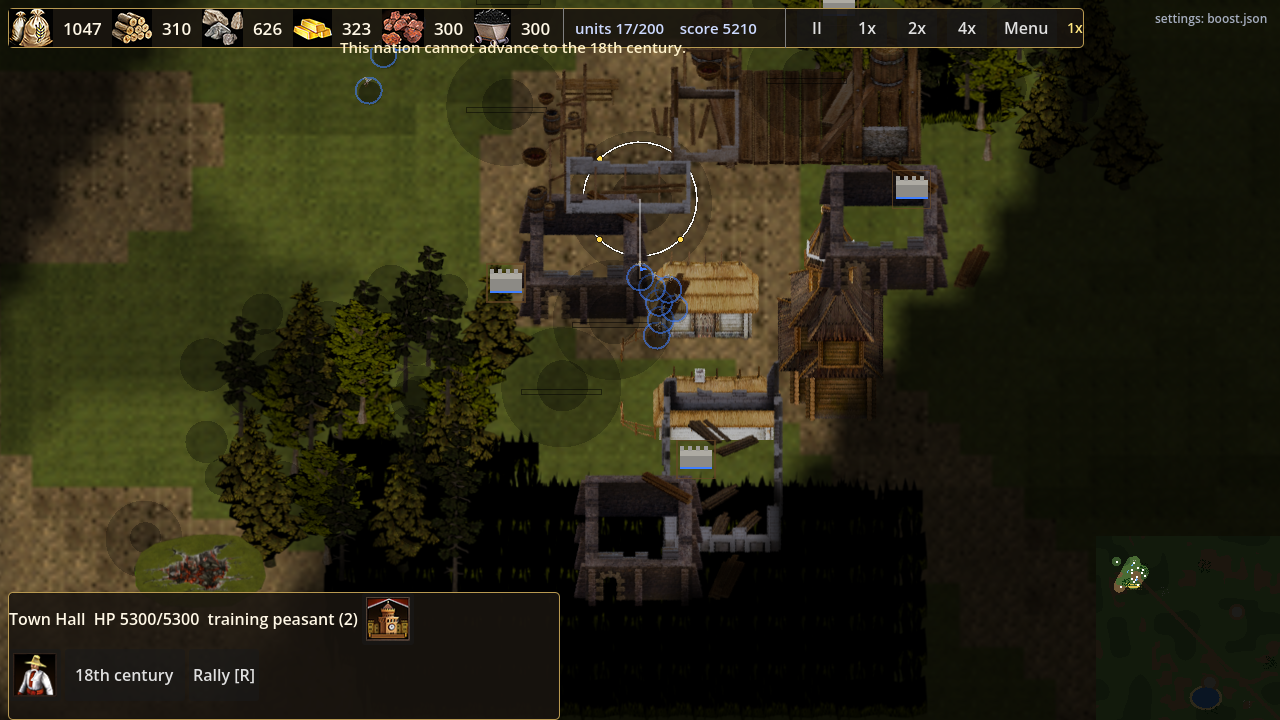 1047 310 626 323 300 300 units 17/200 score 5210 II 1x 2x 4x Menu 1x
settings: boost.json
This nation cannot advance to the 18th century.
Town Hall HP 5300/5300 training peasant (2)
18th century Rally [R]